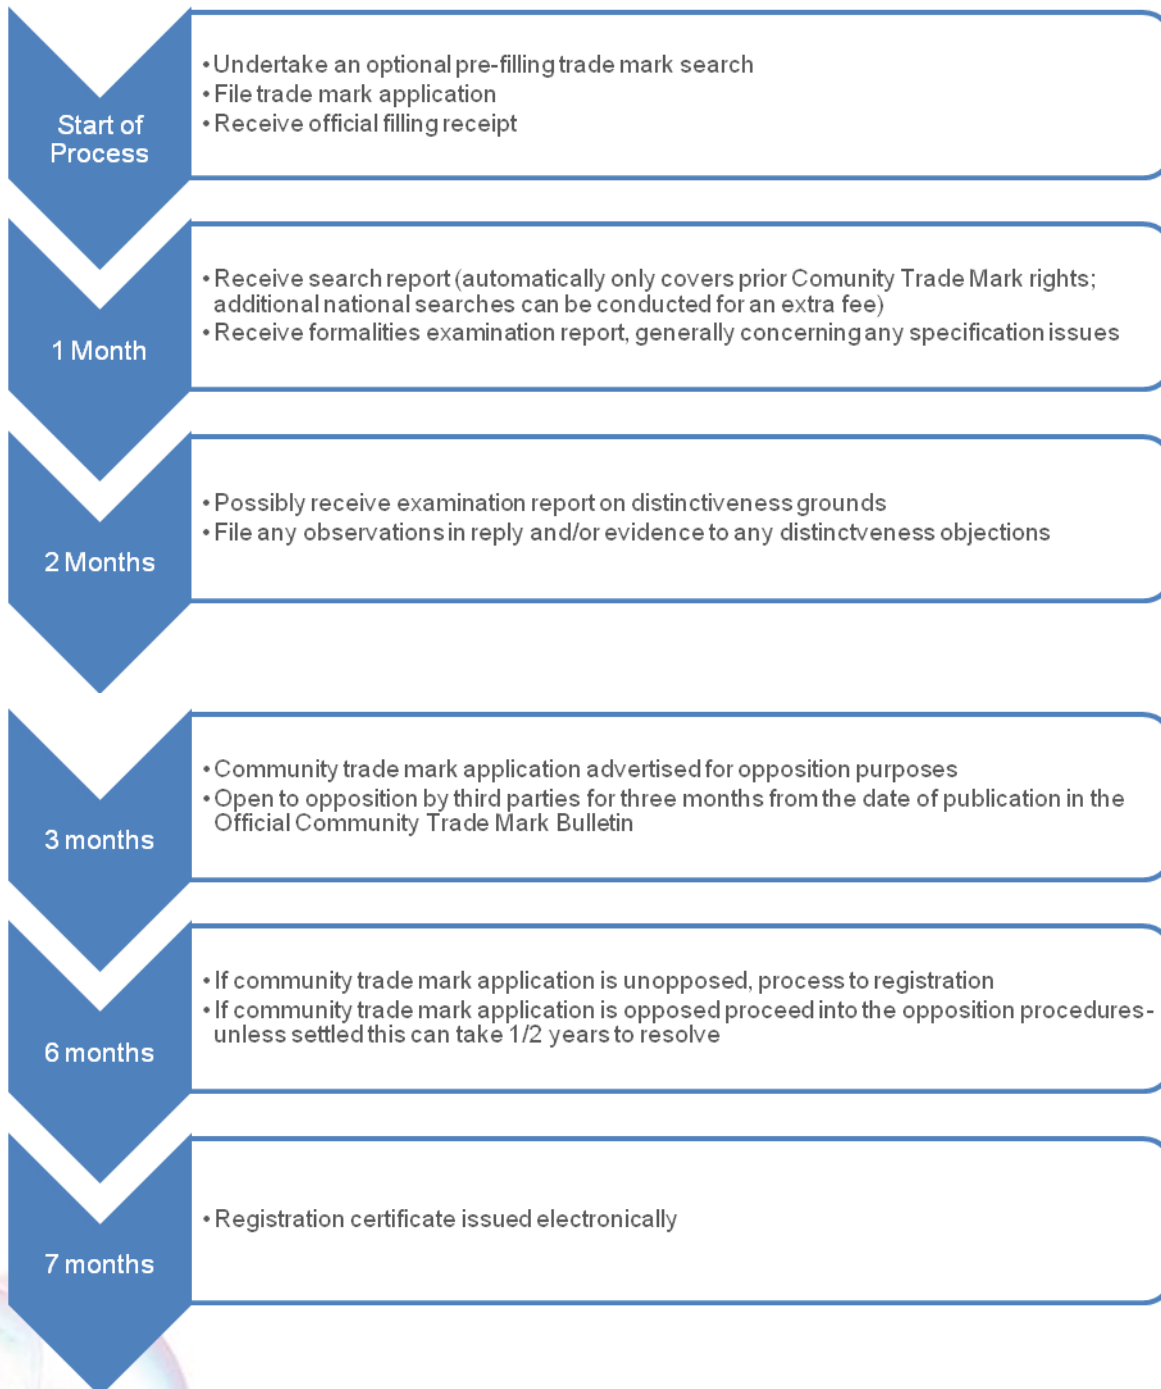 Start of
Process
• Undertake an optional pre-filling trade mark search
• File trade mark application
• Receive official filling receipt
1 Month
• Receive search report (automatically only covers prior Comunity Trade Mark rights;
additional national searches can be conducted for an extra fee)
• Receive formalities examination report, generally concerning any specification issues
2 Months
• Possibly receive examination report on distinctiveness grounds
• File any observations in reply and/or evidence to any distinctveness objections
3 months
• Community trade mark application advertised for opposition purposes
• Open to opposition by third parties for three months from the date of publication in the
Official Community Trade Mark Bulletin
6 months
• If community trade mark application is unopposed, process to registration
• If community trade mark application is opposed proceed into the opposition procedures-
unless settled this can take 1/2 years to resolve
7 months
• Registration certificate issued electronically